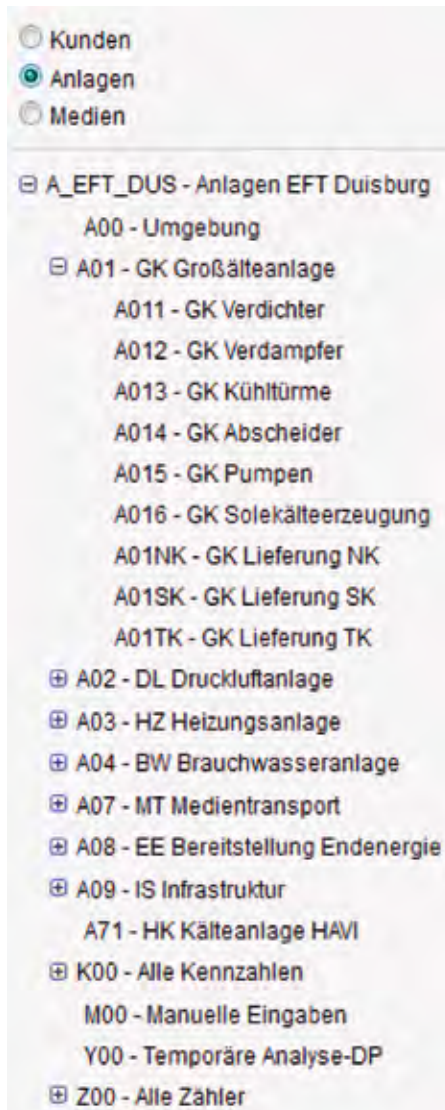 Kunden
Anlagen
Medien
A_EFT_DUS - Anlagen EFT Duisburg
A00 - Umgebung
A01 - GK Großälteanlage
A011 - GK Verdichter
A012 - GK Verdampfer
A013 - GK Kühltürme
A014 - GK Abscheider
A015 - GK Pumpen
A016 - GK Solekälteerzeugung
A01NK - GK Lieferung NK
A01SK - GK Lieferung SK
A01TK - GK Lieferung TK
A02 - DL Druckluftanlage
A03 - HZ Heizungsanlage
A04 - BW Brauchwasseranlage
A07 - MT Medientransport
A08 - EE Bereitstellung Endenergie
A09 - IS Infrastruktur
A71 - HK Kälteanlage HAVI
K00 - Alle Kennzahlen
M00 - Manuelle Eingaben
Y00 - Temporäre Analyse-DP
Z00 - Alle Zähler